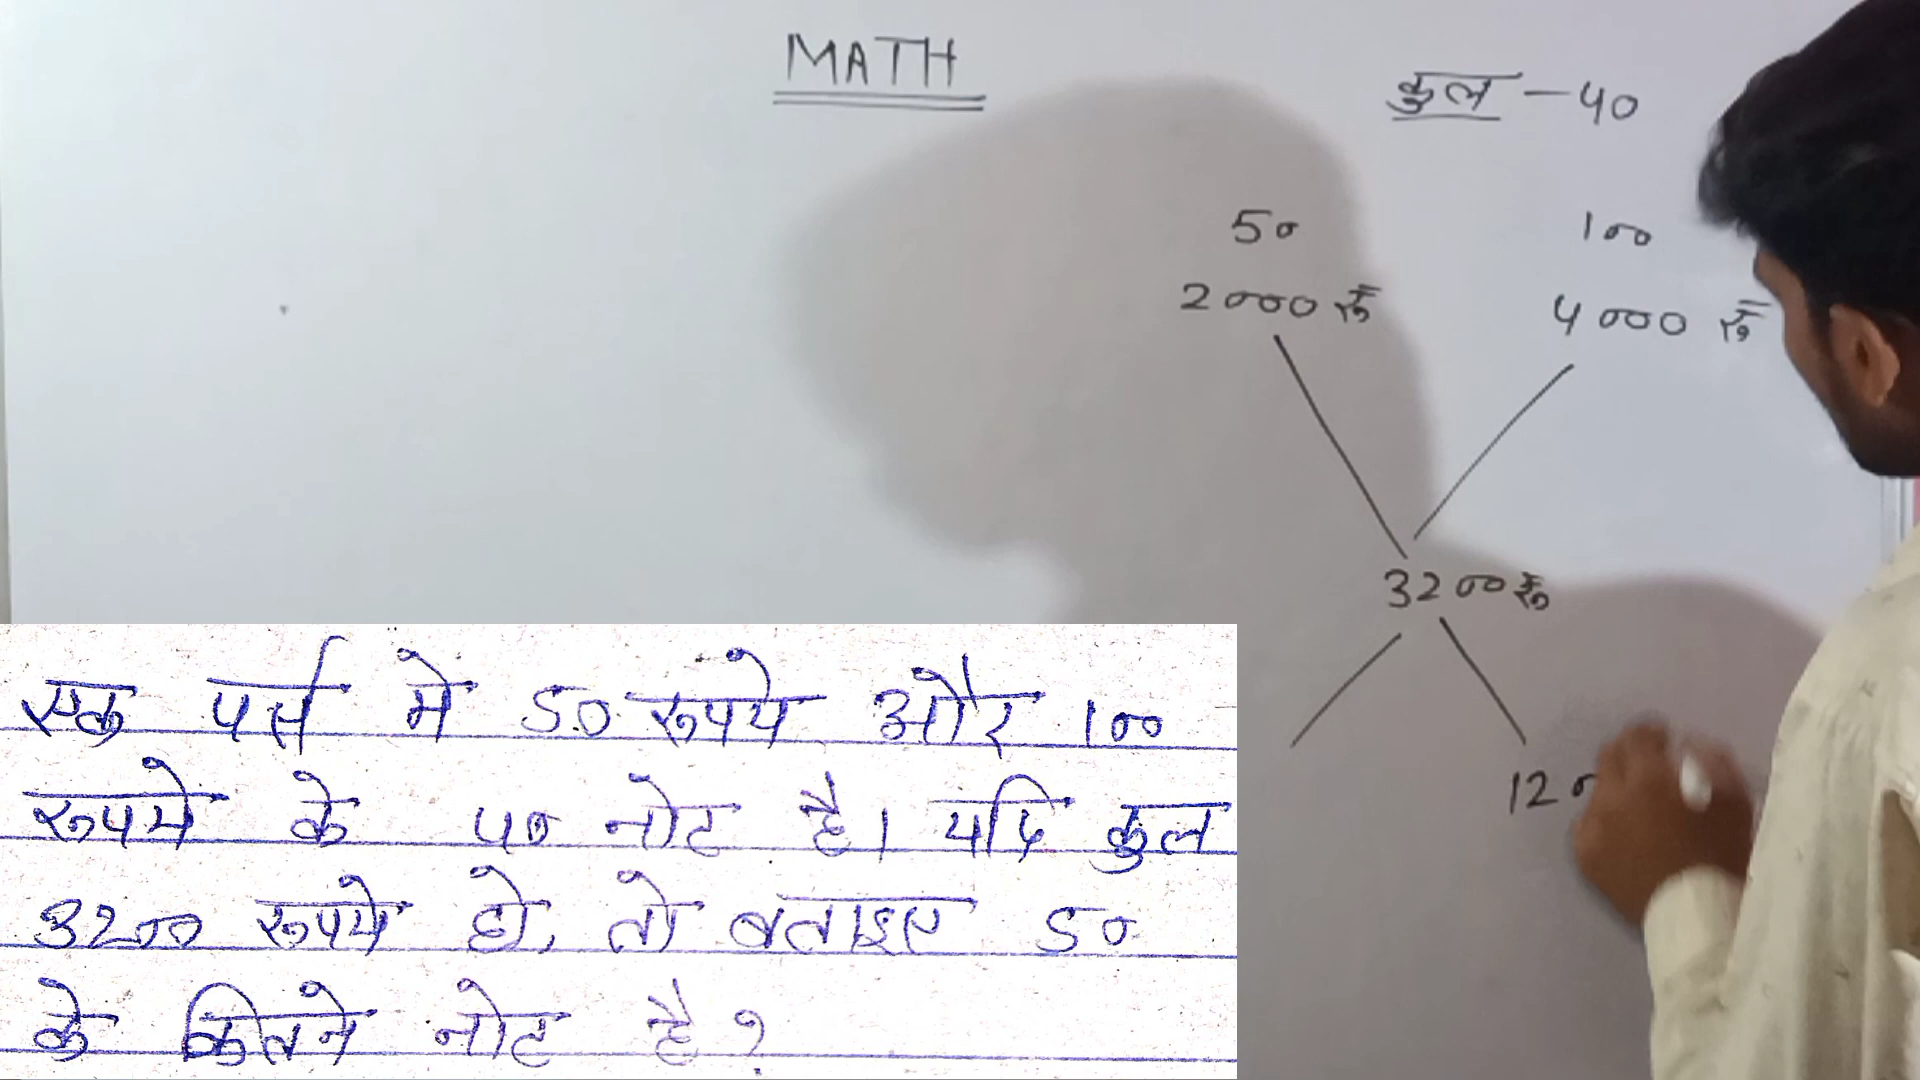 MATH
कुल - 40
50 100
2000 रू 4000 रू
3200 रू
120
एक पर्स मे 50 रूपये और 100
रूपये के 40 नोट है। यदि कुल
3200 रूपये हो, तो बताइए 50
के कितने नोट है?